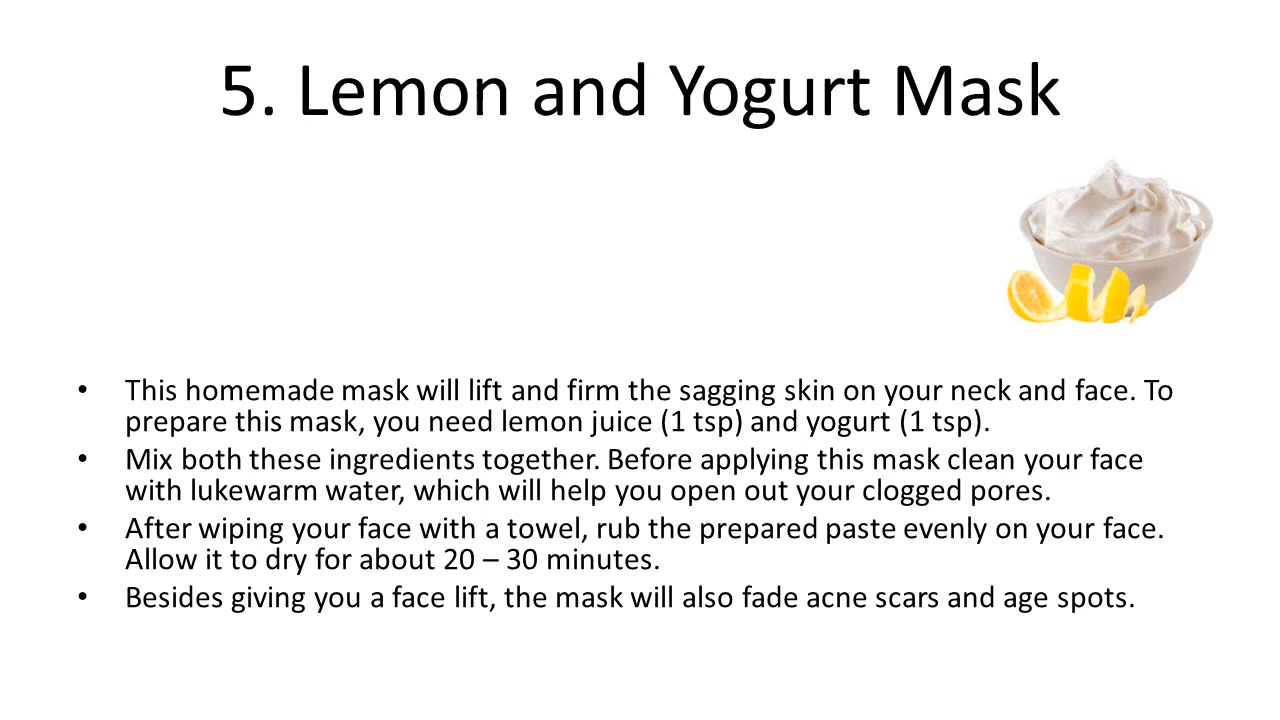 5. Lemon and Yogurt Mask
• This homemade mask will lift and firm the sagging skin on your neck and face. To
prepare this mask, you need lemon juice (1 tsp) and yogurt (1 tsp).
• Mix both these ingredients together. Before applying this mask clean your face
with lukewarm water, which will help you open out your clogged pores.
• After wiping your face with a towel, rub the prepared paste evenly on your face.
Allow it to dry for about 20 – 30 minutes.
• Besides giving you a face lift, the mask will also fade acne scars and age spots.